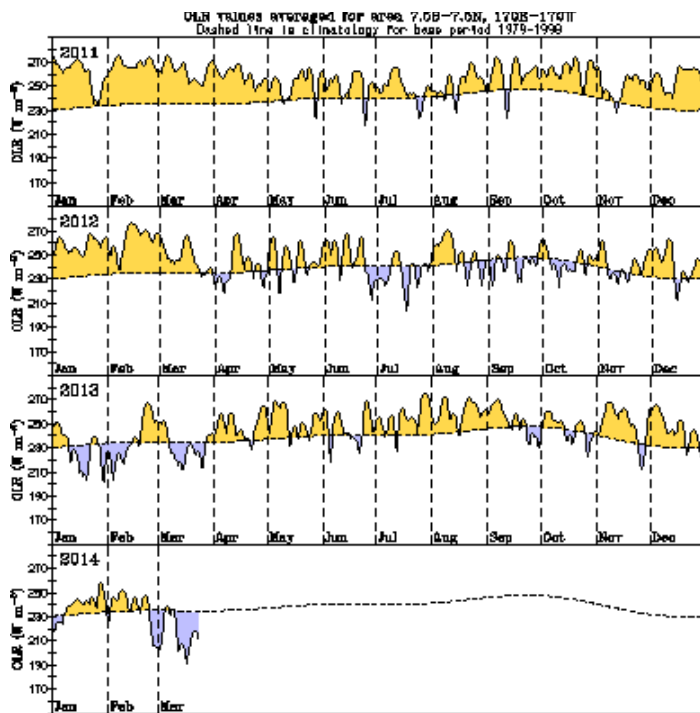 OLR values averaged for area 7.5S-7.5N, 170E-170W
Dashed line is climatology for base period 1979-1998
2011
270
250
230
210
190
170
OLR (W m⁻²)
Jan Feb Mar Apr May Jun Jul Aug Sep Oct Nov Dec
2012
270
250
230
210
190
170
OLR (W m⁻²)
Jan Feb Mar Apr May Jun Jul Aug Sep Oct Nov Dec
2013
270
250
230
210
190
170
OLR (W m⁻²)
Jan Feb Mar Apr May Jun Jul Aug Sep Oct Nov Dec
2014
270
250
230
210
190
170
OLR (W m⁻²)
Jan Feb Mar